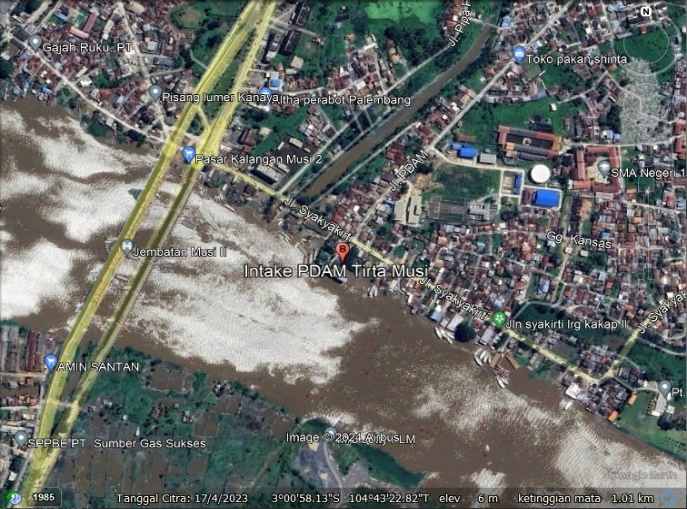 N
Jl. Pipa
Gajah Ruku PT
Toko pakan shinta
Pisang lumer Kanaya
Itha perabot Palembang
Pasar Kalangan Musi 2
Jl. PDAM
SMA Negeri 1
Jl. Syakyakirti
Gg. Kansas
Jembatan Musi II
B
Intake PDAM Tirta Musi
Jl. Syakyakirti
Jln syakirti lrg kakap II
Jl. Syakyak
AMIN SANTAN
Pt.
SPPBE PT. Sumber Gas Sukses
Image © 2024 Airbus
LM
Google Earth
1985
Tanggal Citra: 17/4/2023 3°00'58.13"S 104°43'22.82"T elev 6 m ketinggian mata 1.01 km